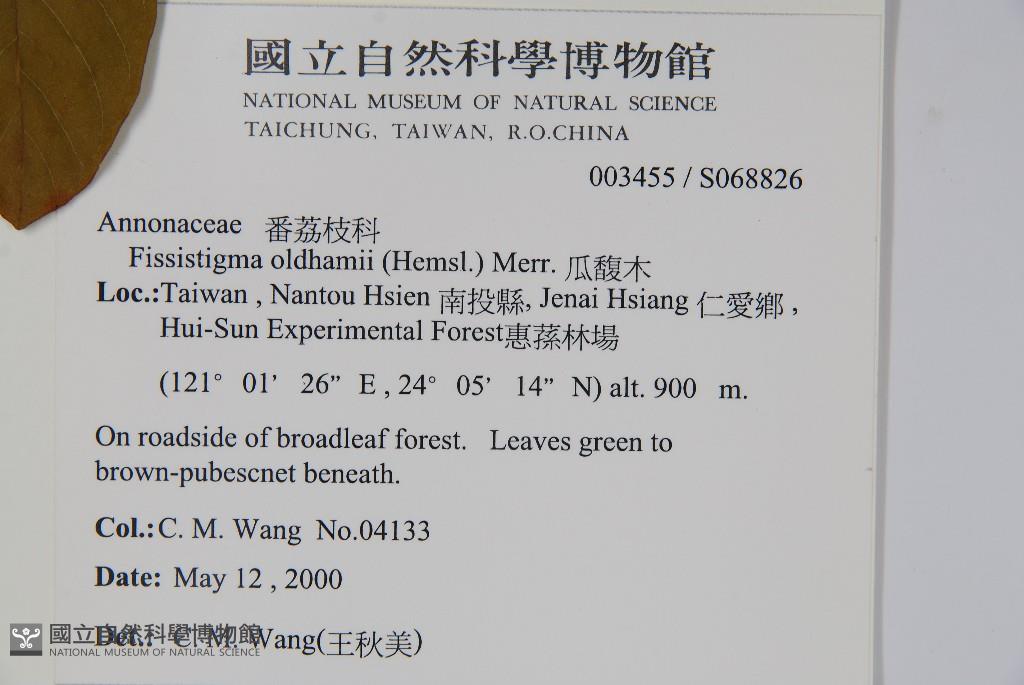 國立自然科學博物館
NATIONAL MUSEUM OF NATURAL SCIENCE
TAICHUNG, TAIWAN, R.O.CHINA
003455 / S068826
Annonaceae 番荔枝科
Fissistigma oldhamii (Hemsl.) Merr. 瓜馥木
Loc.:Taiwan , Nantou Hsien 南投縣, Jenai Hsiang 仁愛鄉 ,
Hui-Sun Experimental Forest惠蓀林場
(121° 01’ 26” E , 24° 05’ 14” N) alt. 900 m.
On roadside of broadleaf forest. Leaves green to
brown-pubescnet beneath.
Col.:C. M. Wang No.04133
Date: May 12 , 2000
Det.: C. M. Wang(王秋美)
國立自然科學博物館
NATIONAL MUSEUM OF NATURAL SCIENCE